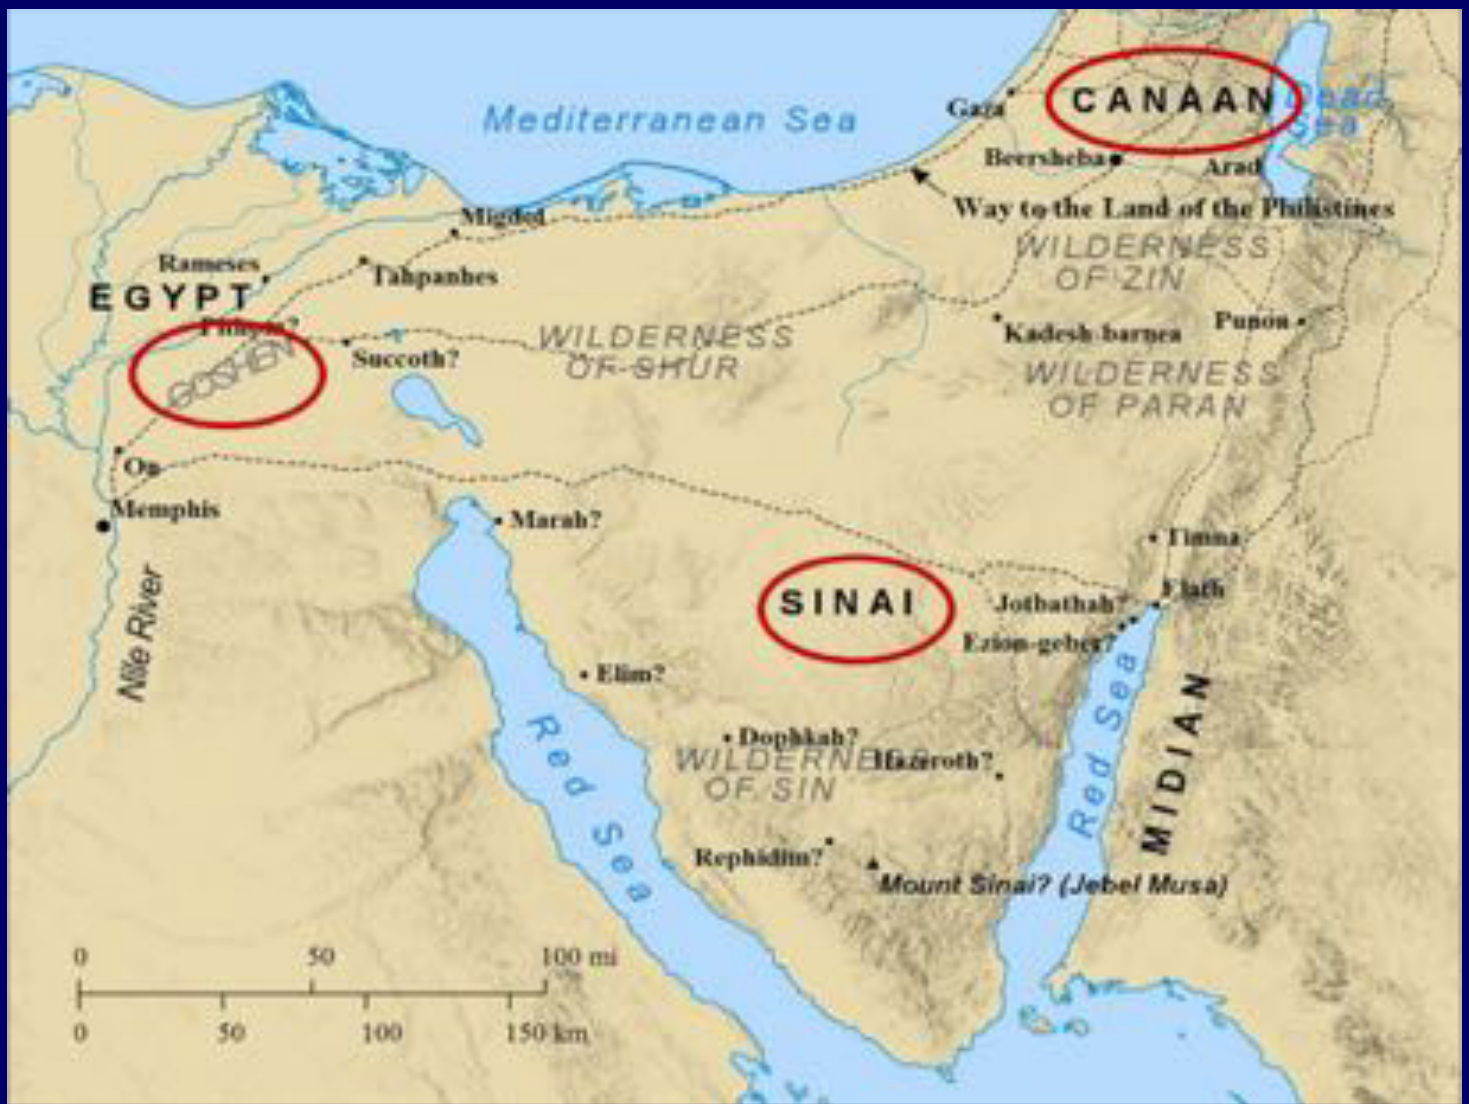 CANAAN
Dead
Sea
Gaza
Mediterranean Sea
Beersheba
Arad
Way to the Land of the Philistines
Migdol
WILDERNESS
OF ZIN
Rameses
Tahpanhes
EGYPT
GOSHEN
Succoth?
WILDERNESS
OF SHUR
Kadesh-barnea
Punon
WILDERNESS
OF PARAN
On
Memphis
Marah?
Timna
Elath
SINAI
Jotbathah?
Ezion-geber?
Nile River
Elim?
Red Sea
Red Sea
MIDIAN
Dophkah?
WILDERNESS
OF SIN
Hazeroth?
Rephidim?
Mount Sinai? (Jebel Musa)
0 50 100 mi
0 50 100 150 km